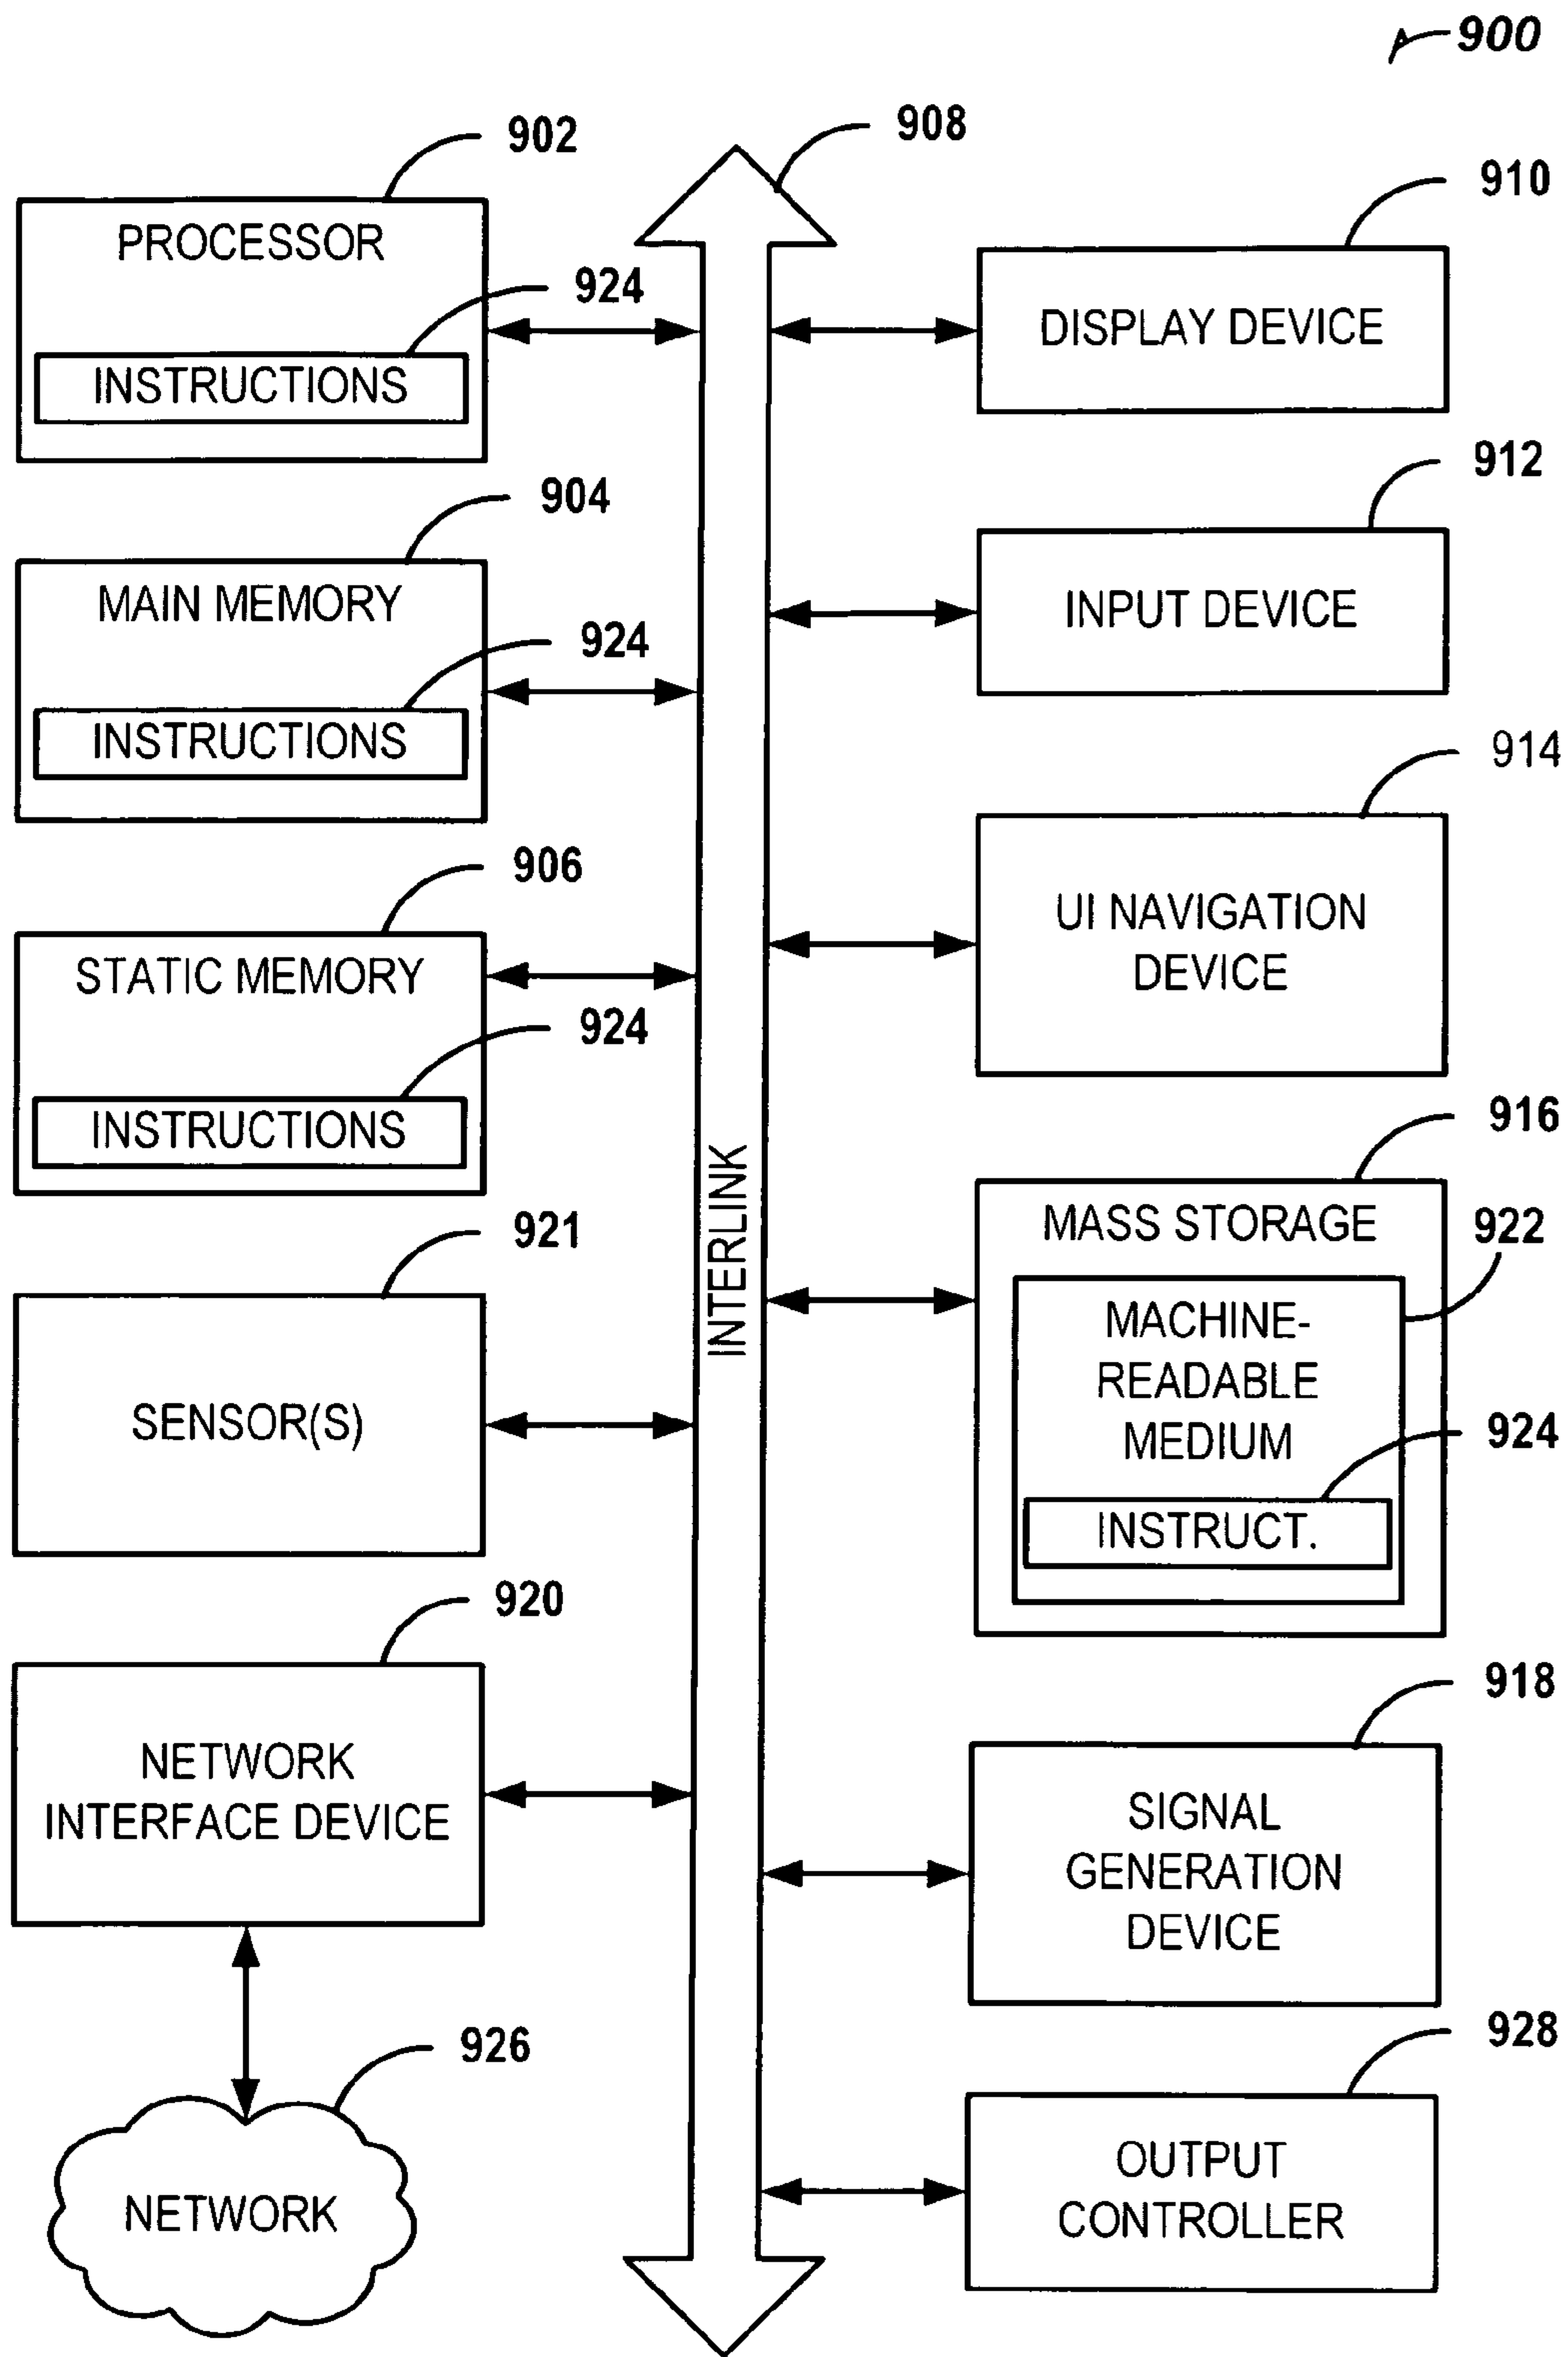 900
902
PROCESSOR
924
INSTRUCTIONS
904
MAIN MEMORY
924
INSTRUCTIONS
906
STATIC MEMORY
924
INSTRUCTIONS
921
SENSOR(S)
920
NETWORK
INTERFACE DEVICE
926
NETWORK
908
INTERLINK
910
DISPLAY DEVICE
912
INPUT DEVICE
914
UI NAVIGATION
DEVICE
916
MASS STORAGE
922
MACHINE-
READABLE
MEDIUM
924
INSTRUCT.
918
SIGNAL
GENERATION
DEVICE
928
OUTPUT
CONTROLLER